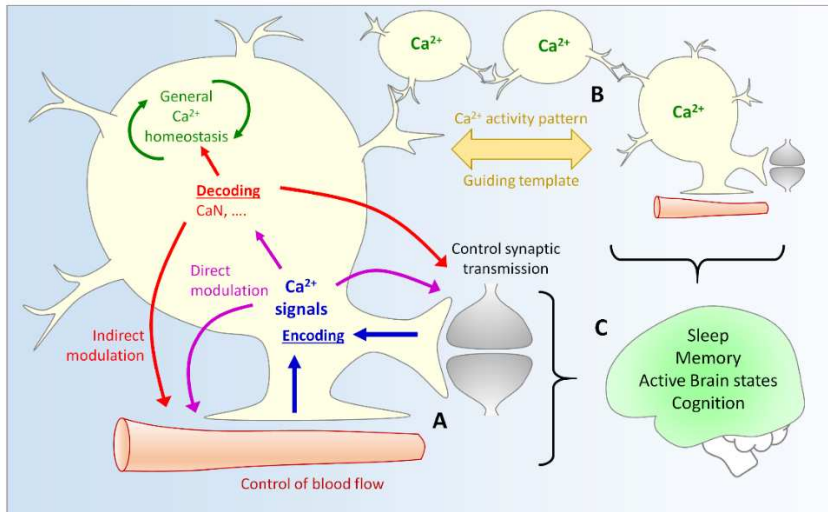 Ca²⁺
Ca²⁺
B
Ca²⁺
General
Ca²⁺
homeostasis
Ca²⁺ activity pattern
Guiding template
Decoding
CaN, ....
Control synaptic
transmission
Direct
modulation
Ca²⁺
signals
Encoding
Indirect
modulation
A
Control of blood flow
C
Sleep
Memory
Active Brain states
Cognition